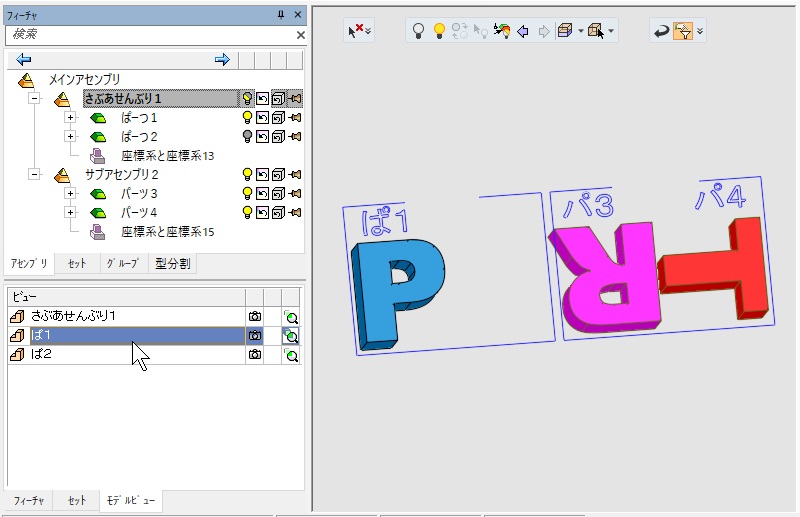 フィーチャ
検索
メインアセンブリ
さぶあせんぶり1
ぱーつ1
ぱーつ2
座標系と座標系13
サブアセンブリ2
パーツ3
パーツ4
座標系と座標系15
アセンブリ セット グループ 型分割
ビュー
さぶあせんぶり1
ぱ1
ぱ2
フィーチャ セット モデルビュー
ぱ1 パ3 パ4
P R T